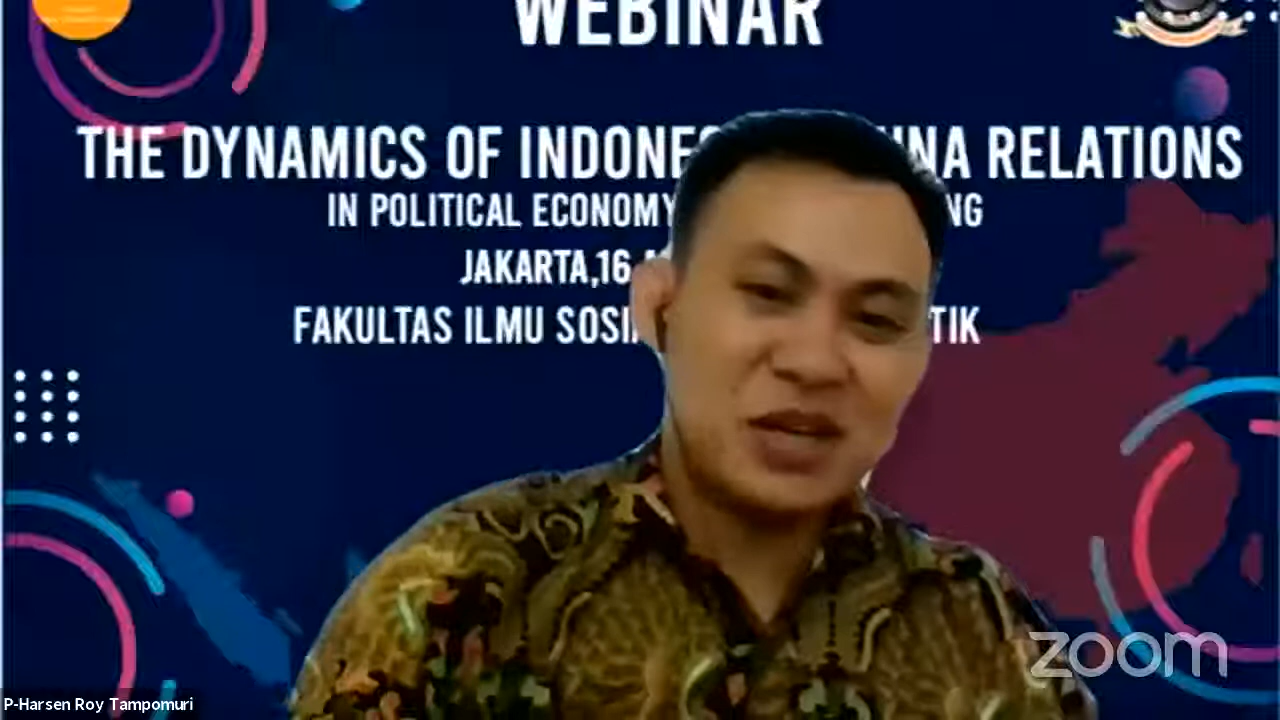 WEBINAR
THE DYNAMICS OF INDONE NA RELATIONS
IN POLITICAL ECONOMY NG
JAKARTA,16
FAKULTAS ILMU SOSI TIK
zoom
P-Harsen Roy Tampomuri